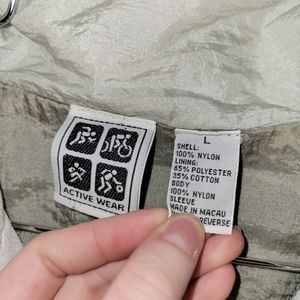 ACTIVE WEAR
L
SHELL:
100% NYLON
LINING:
65% POLYESTER
35% COTTON
BODY
100% NYLON
SLEEVE
MADE IN MACAU
REVERSE